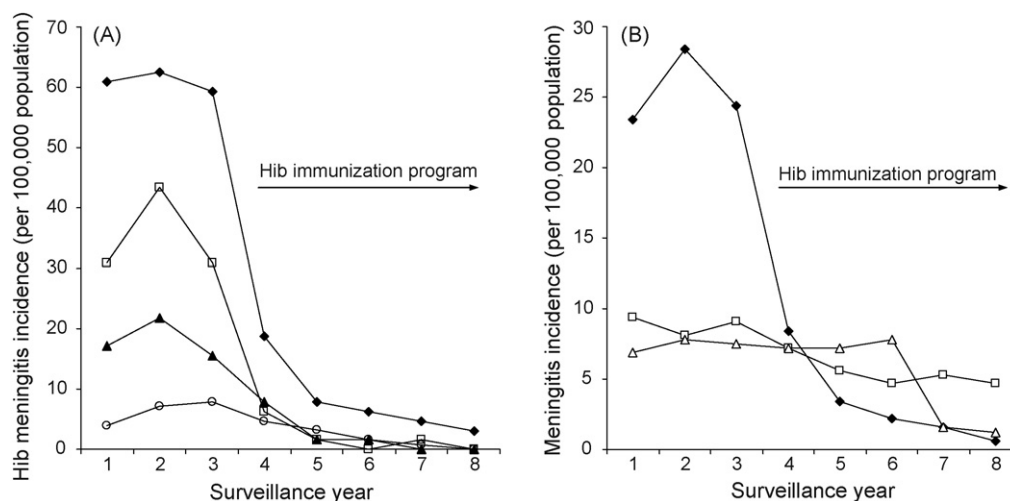 (A)
Hib meningitis incidence (per 100,000 population)
70
60
50
40
30
20
10
0
Hib immunization program
1 2 3 4 5 6 7 8
Surveillance year
(B)
Meningitis incidence (per 100,000 population)
30
25
20
15
10
5
0
Hib immunization program
1 2 3 4 5 6 7 8
Surveillance year